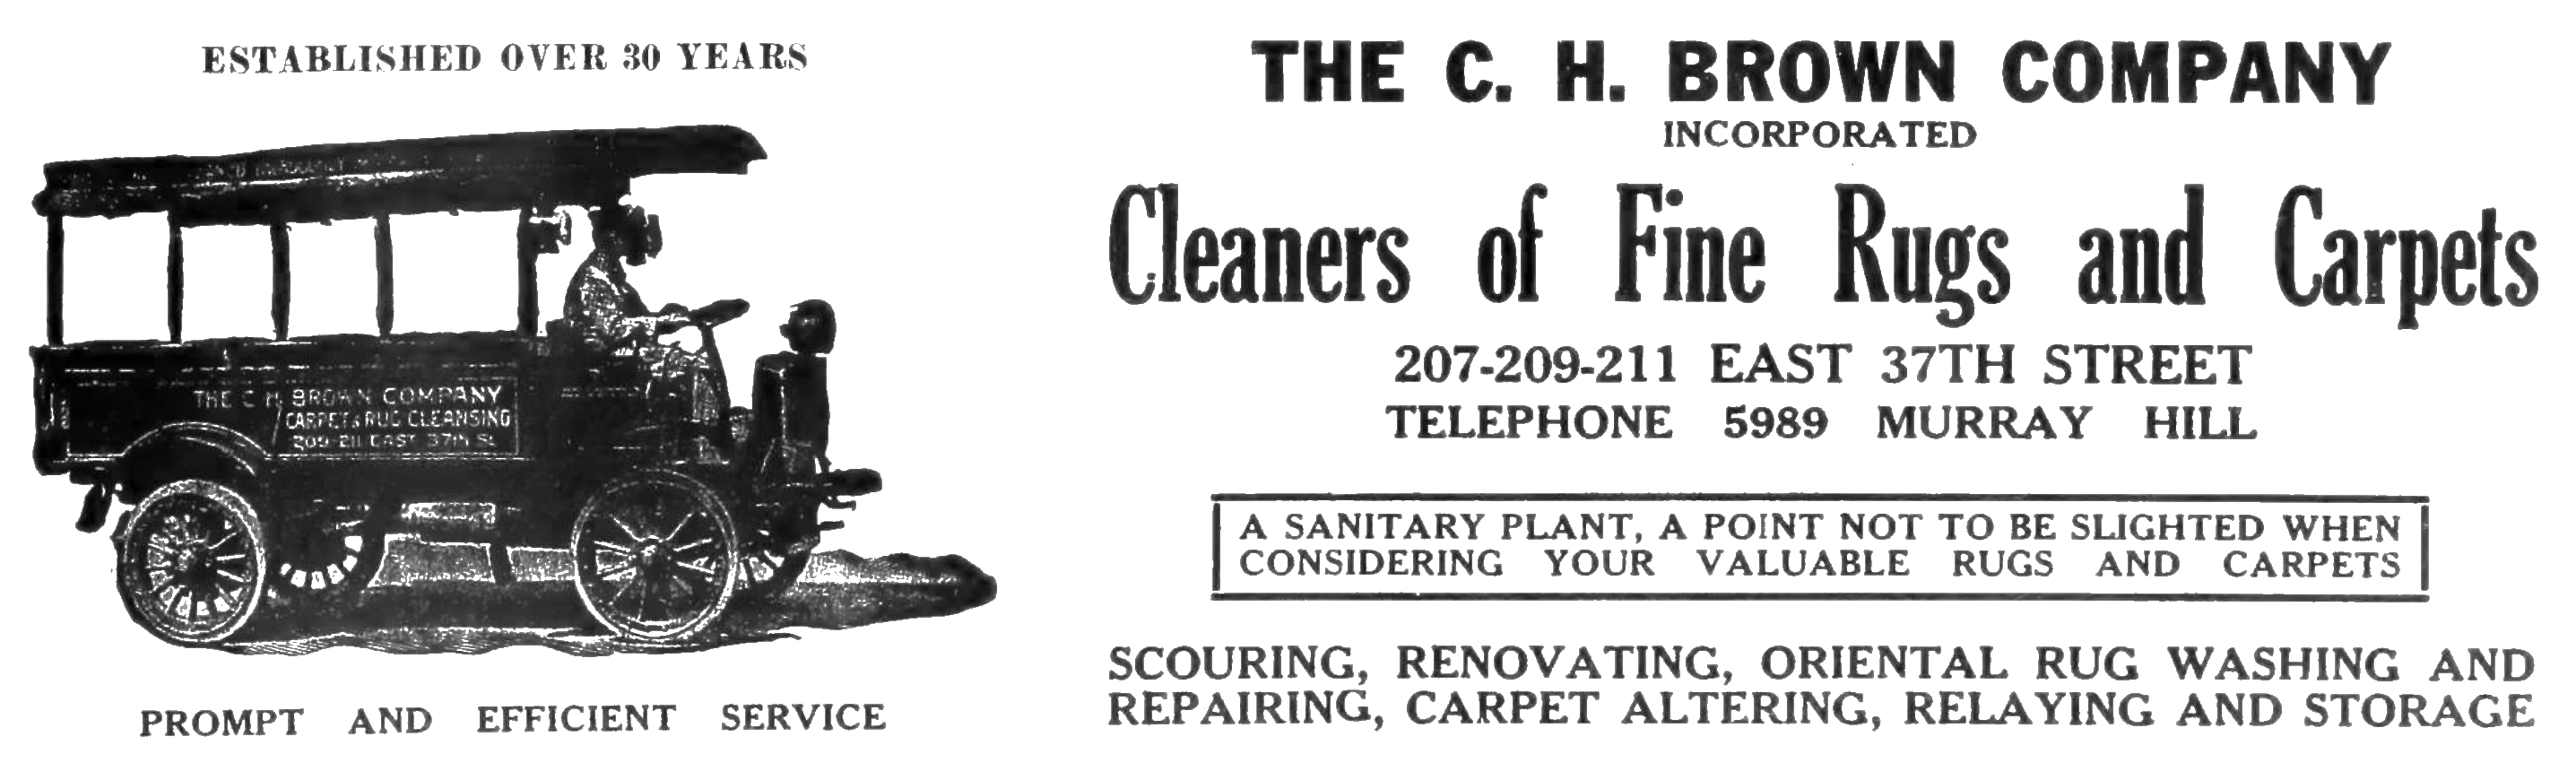 ESTABLISHED OVER 30 YEARS
THE C H BROWN COMPANY
CARPET & RUG CLEANSING
209-211 EAST 37TH ST.
PROMPT AND EFFICIENT SERVICE
THE C. H. BROWN COMPANY
INCORPORATED
Cleaners of Fine Rugs and Carpets
207-209-211 EAST 37TH STREET
TELEPHONE 5989 MURRAY HILL
A SANITARY PLANT, A POINT NOT TO BE SLIGHTED WHEN
CONSIDERING YOUR VALUABLE RUGS AND CARPETS
SCOURING, RENOVATING, ORIENTAL RUG WASHING AND
REPAIRING, CARPET ALTERING, RELAYING AND STORAGE